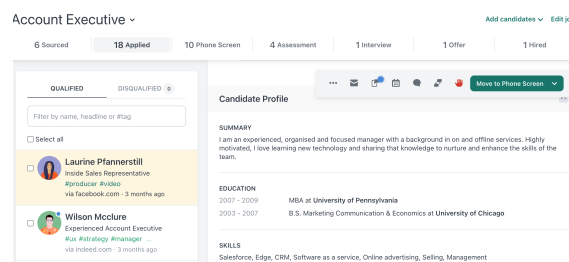 Account Executive
Add candidates
Edit jo
6 Sourced
18 Applied
10 Phone Screen
4 Assessment
1 Interview
1 Offer
1 Hired
QUALIFIED
DISQUALIFIED 0
Move to Phone Screen
Filter by name, headline or #tag
Select all
Laurine Pfannerstill
Inside Sales Representative
#producer #video
via facebook.com · 3 months ago
Wilson Mcclure
Experienced Account Executive
#ux #strategy #manager ...
via indeed.com · 3 months ago
Candidate Profile
SUMMARY
I am an experienced, organised and focused manager with a background in on and offline services. Highly
motivated, I love learning new technology and sharing that knowledge to nurture and enhance the skills of the
team.
EDUCATION
2007 - 2009 MBA at University of Pennsylvania
2003 - 2007 B.S. Marketing Communication & Economics at University of Chicago
SKILLS
Salesforce, Edge, CRM, Software as a service, Online advertising, Selling, Management